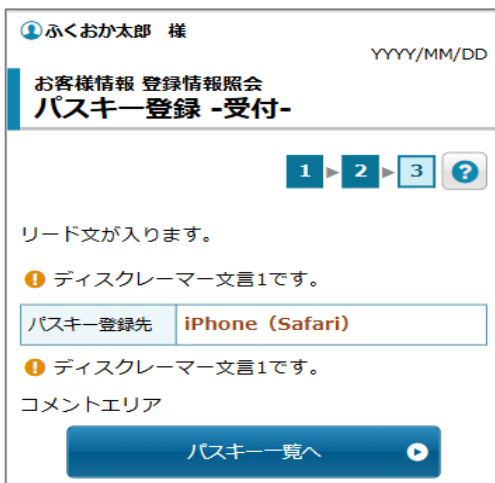 ふくおか太郎 様
YYYY/MM/DD
お客様情報 登録情報照会
パスキー登録 -受付-
1 2 3 ?
リード文が入ります。
! ディスクレーマー文言1です。
パスキー登録先 iPhone（Safari）
! ディスクレーマー文言1です。
コメントエリア
パスキー一覧へ